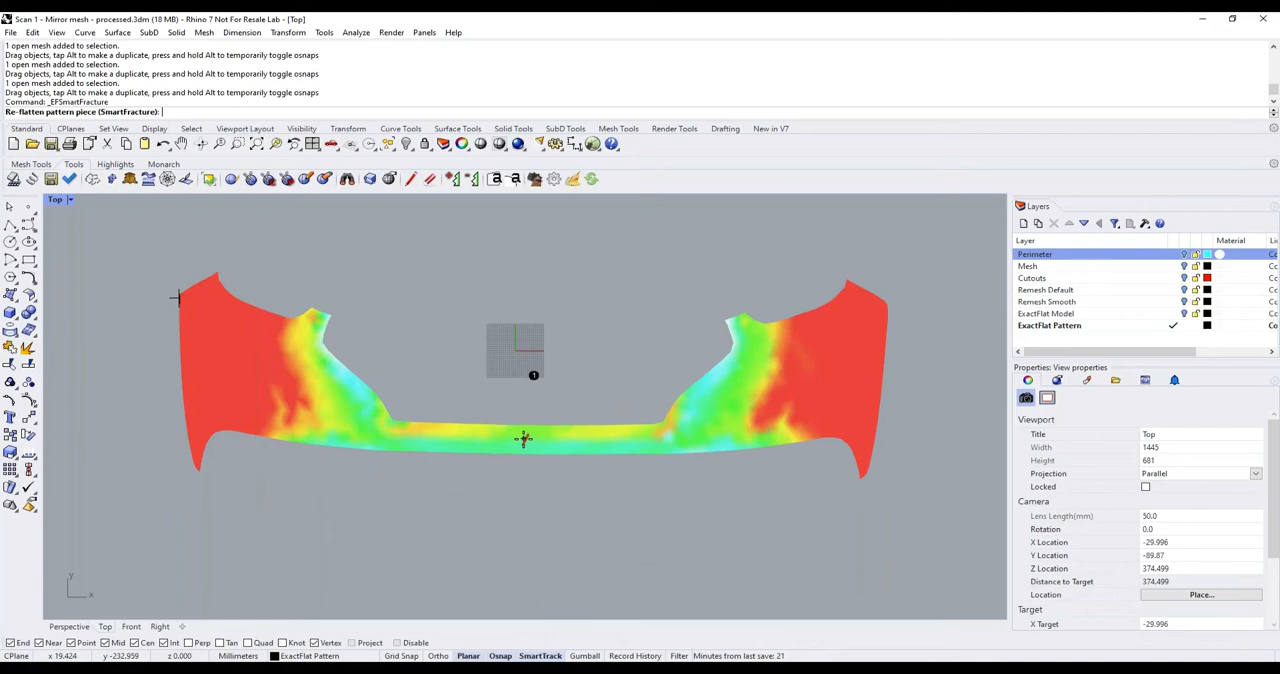 Scan 1 - Mirror mesh - processed.3dm (18 MB) - Rhino 7 Not For Resale Lab - [Top]
File Edit View Curve Surface SubD Solid Mesh Dimension Transform Tools Analyze Render Panels Help
1 open mesh added to selection.
Drag objects, tap Alt to make a duplicate, press and hold Alt to temporarily toggle osnaps
1 open mesh added to selection.
Drag objects, tap Alt to make a duplicate, press and hold Alt to temporarily toggle osnaps
1 open mesh added to selection.
Drag objects, tap Alt to make a duplicate, press and hold Alt to temporarily toggle osnaps
Command: _EFSmartFracture
Re-flatten pattern piece (SmartFracture):
Standard CPlanes Set View Display Select Viewport Layout Visibility Transform Curve Tools Surface Tools Solid Tools SubD Tools Mesh Tools Render Tools Drafting New in V7
Mesh Tools Tools Highlights Monarch
a a
Top
1
y
x
Layers
Layer Material Li
Perimeter Co
Mesh Co
Cutouts Co
Remesh Default Co
Remesh Smooth Co
ExactFlat Model Co
ExactFlat Pattern Co
Properties: View properties
Viewport
Title Top
Width 1445
Height 681
Projection Parallel
Locked
Camera
Lens Length(mm) 50.0
Rotation 0.0
X Location -29.996
Y Location -89.87
Z Location 374.499
Distance to Target 374.499
Location Place...
Target
X Target -29.996
Perspective Top Front Right
End Near Point Mid Cen Int Perp Tan Quad Knot Vertex Project Disable
CPlane x 19.424 y -232.959 z 0.000 Millimeters ExactFlat Pattern Grid Snap Ortho Planar Osnap SmartTrack Gumball Record History Filter Minutes from last save: 21